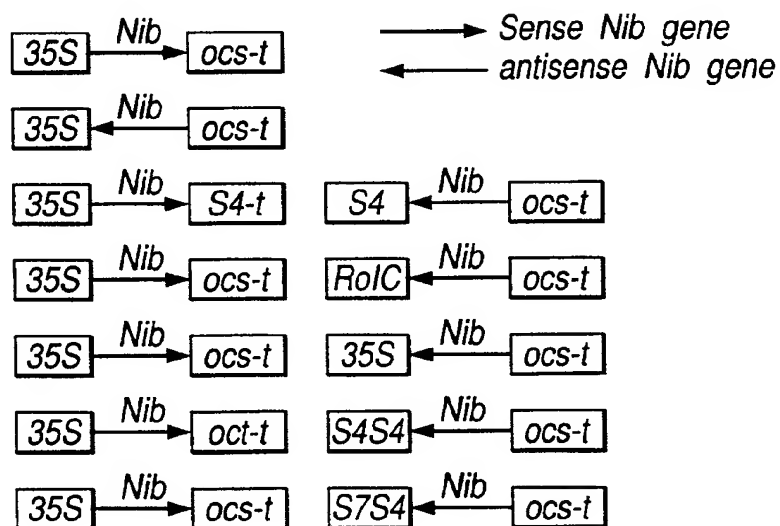 Nib Sense Nib gene
35S ocs-t antisense Nib gene
Nib
35S ocs-t
Nib Nib
35S S4-t S4 ocs-t
Nib Nib
35S ocs-t RolC ocs-t
Nib Nib
35S ocs-t 35S ocs-t
Nib Nib
35S oct-t S4S4 ocs-t
Nib Nib
35S ocs-t S7S4 ocs-t